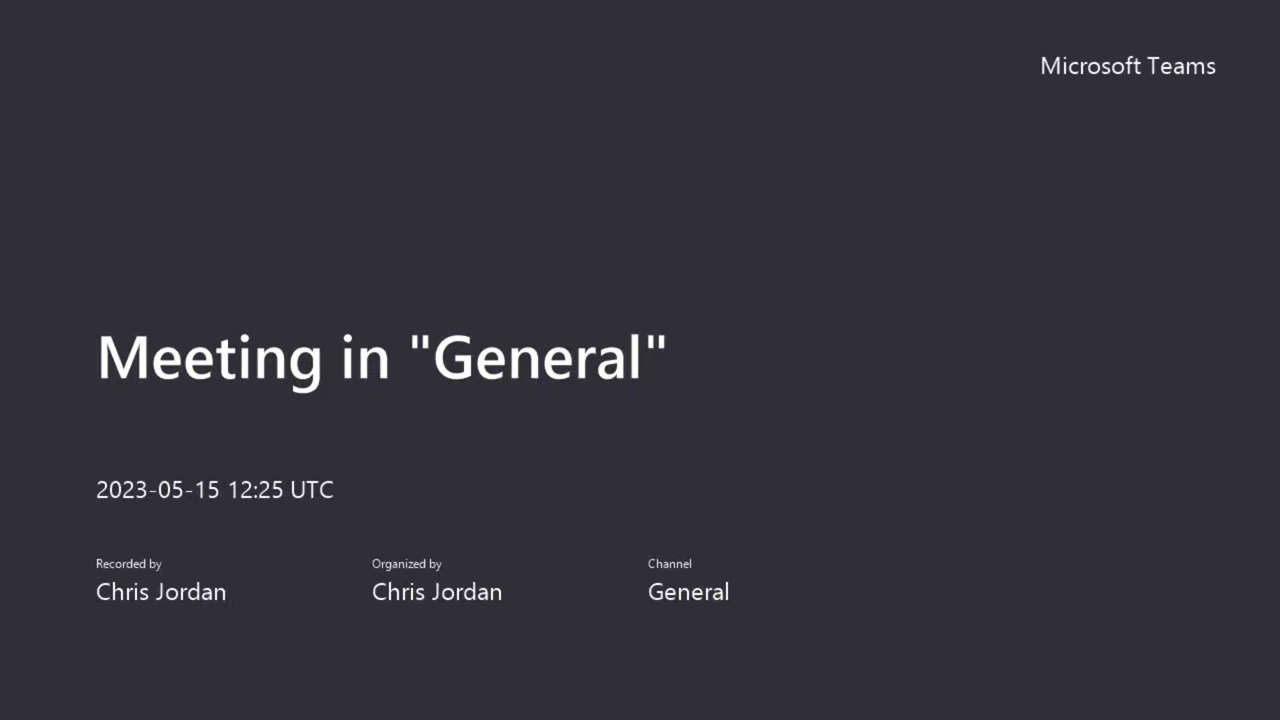 Microsoft Teams
Meeting in "General"
2023-05-15 12:25 UTC
Recorded by
Organized by
Channel
Chris Jordan
Chris Jordan
General